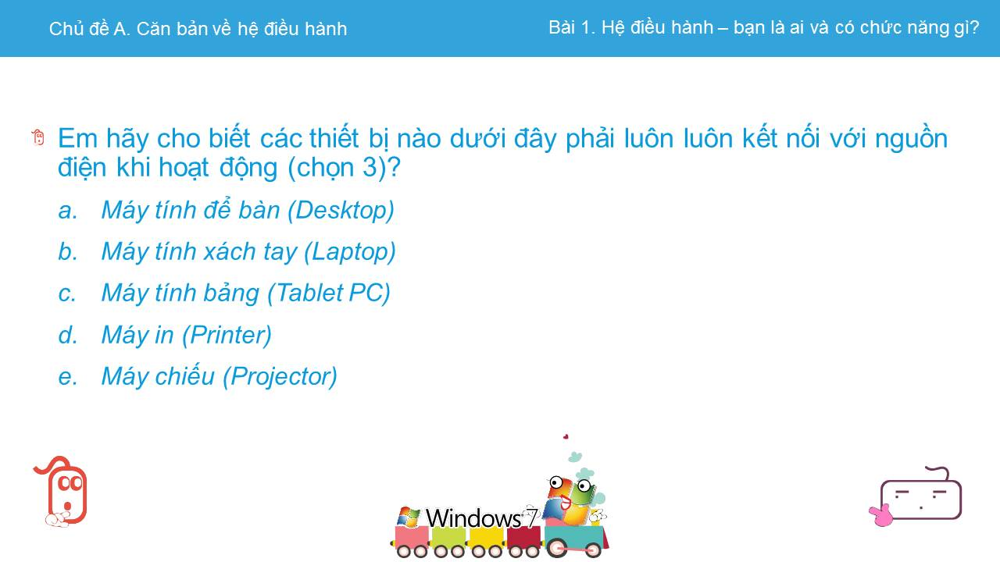 Chủ đề A. Căn bản về hệ điều hành
Bài 1. Hệ điều hành – bạn là ai và có chức năng gì?
Em hãy cho biết các thiết bị nào dưới đây phải luôn luôn kết nối với nguồn
điện khi hoạt động (chọn 3)?
a. Máy tính để bàn (Desktop)
b. Máy tính xách tay (Laptop)
c. Máy tính bảng (Tablet PC)
d. Máy in (Printer)
e. Máy chiếu (Projector)
Windows 7